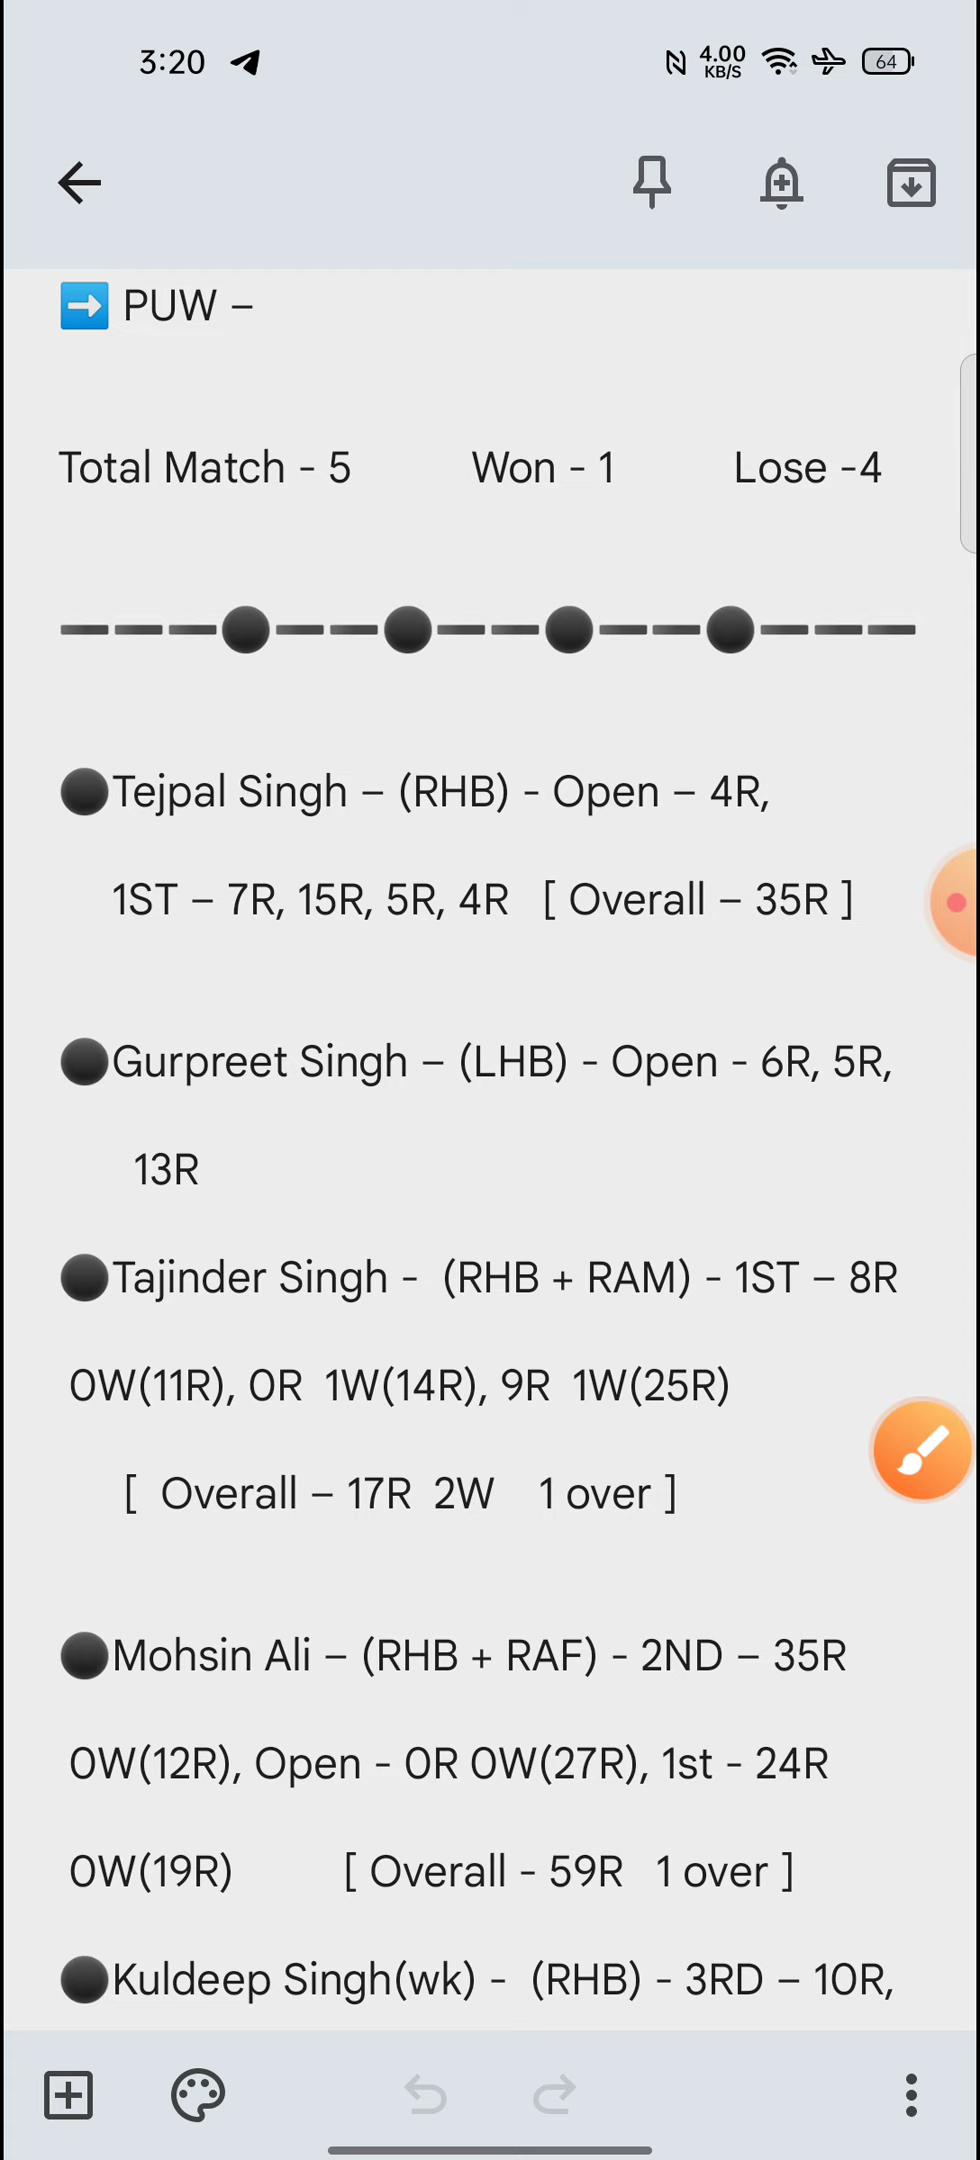 3:20 4.00 KB/S 64
➡️ PUW –
Total Match - 5 Won - 1 Lose -4
Tejpal Singh – (RHB) - Open – 4R,
1ST – 7R, 15R, 5R, 4R [ Overall – 35R ]
Gurpreet Singh – (LHB) - Open - 6R, 5R,
13R
Tajinder Singh - (RHB + RAM) - 1ST – 8R
0W(11R), 0R 1W(14R), 9R 1W(25R)
[ Overall – 17R 2W 1 over ]
Mohsin Ali – (RHB + RAF) - 2ND – 35R
0W(12R), Open - 0R 0W(27R), 1st - 24R
0W(19R) [ Overall - 59R 1 over ]
Kuldeep Singh(wk) - (RHB) - 3RD – 10R,